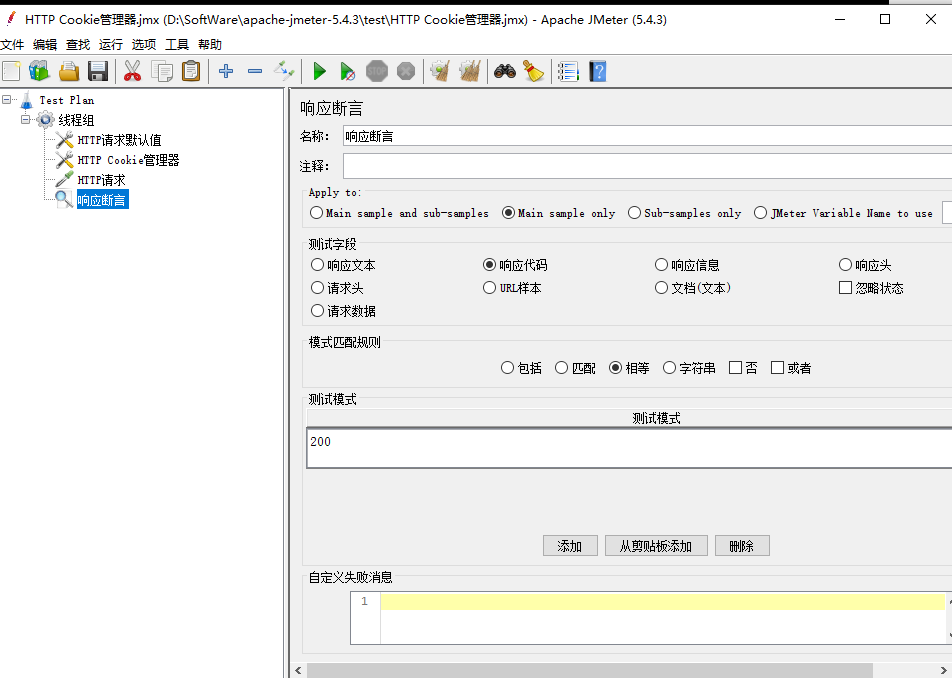 HTTP Cookie管理器.jmx (D:\SoftWare\apache-jmeter-5.4.3\test\HTTP Cookie管理器.jmx) - Apache JMeter (5.4.3)
文件 编辑 查找 运行 选项 工具 帮助
STOP
Test Plan
线程组
HTTP请求默认值
HTTP Cookie管理器
HTTP请求
响应断言
响应断言
名称: 响应断言
注释:
Apply to:
Main sample and sub-samples Main sample only Sub-samples only JMeter Variable Name to use
测试字段
响应文本 响应代码 响应信息 响应头
请求头 URL样本 文档(文本) 忽略状态
请求数据
模式匹配规则
包括 匹配 相等 字符串 否 或者
测试模式
测试模式
200
添加 从剪贴板添加 删除
自定义失败消息
1